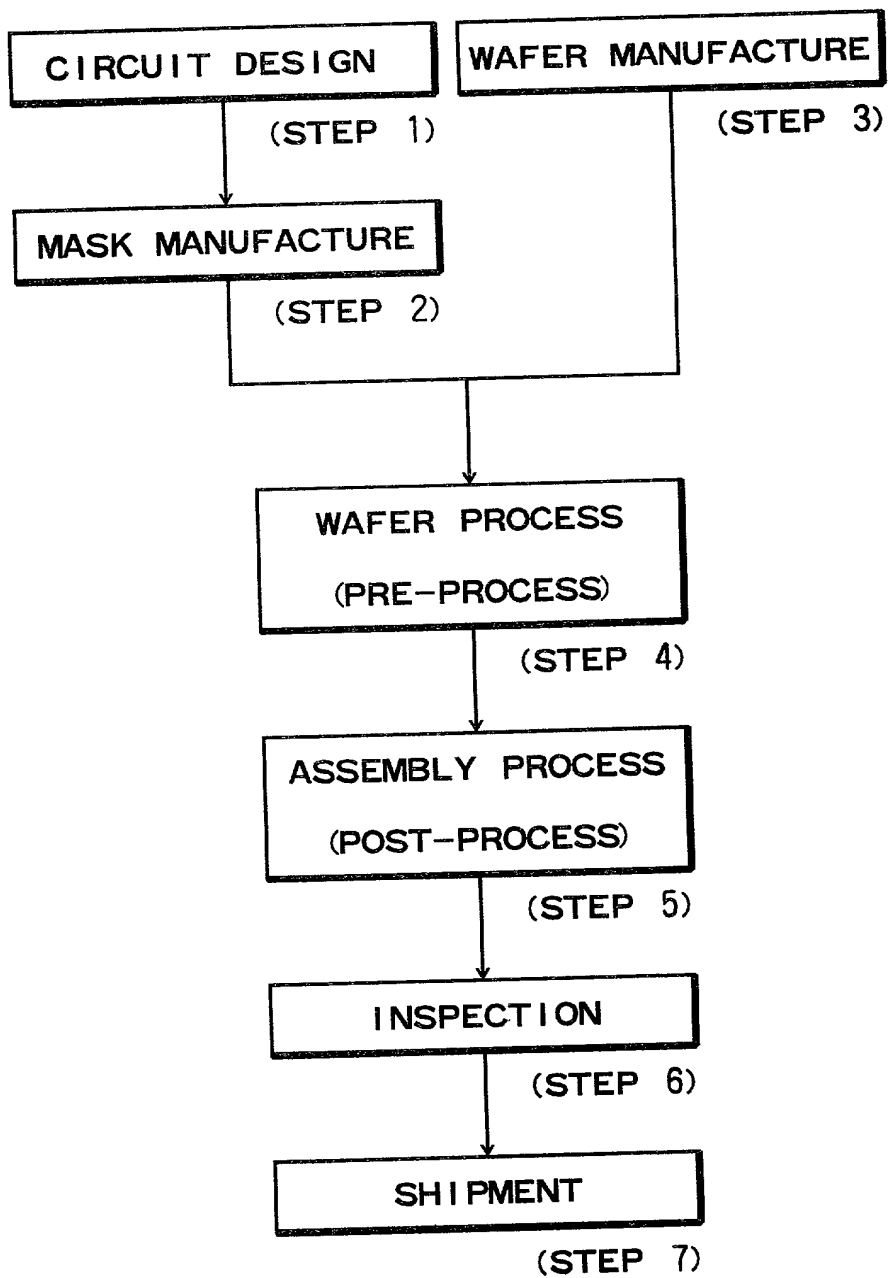 CIRCUIT DESIGN
(STEP 1)
WAFER MANUFACTURE
(STEP 3)
MASK MANUFACTURE
(STEP 2)
WAFER PROCESS
(PRE-PROCESS)
(STEP 4)
ASSEMBLY PROCESS
(POST-PROCESS)
(STEP 5)
INSPECTION
(STEP 6)
SHIPMENT
(STEP 7)